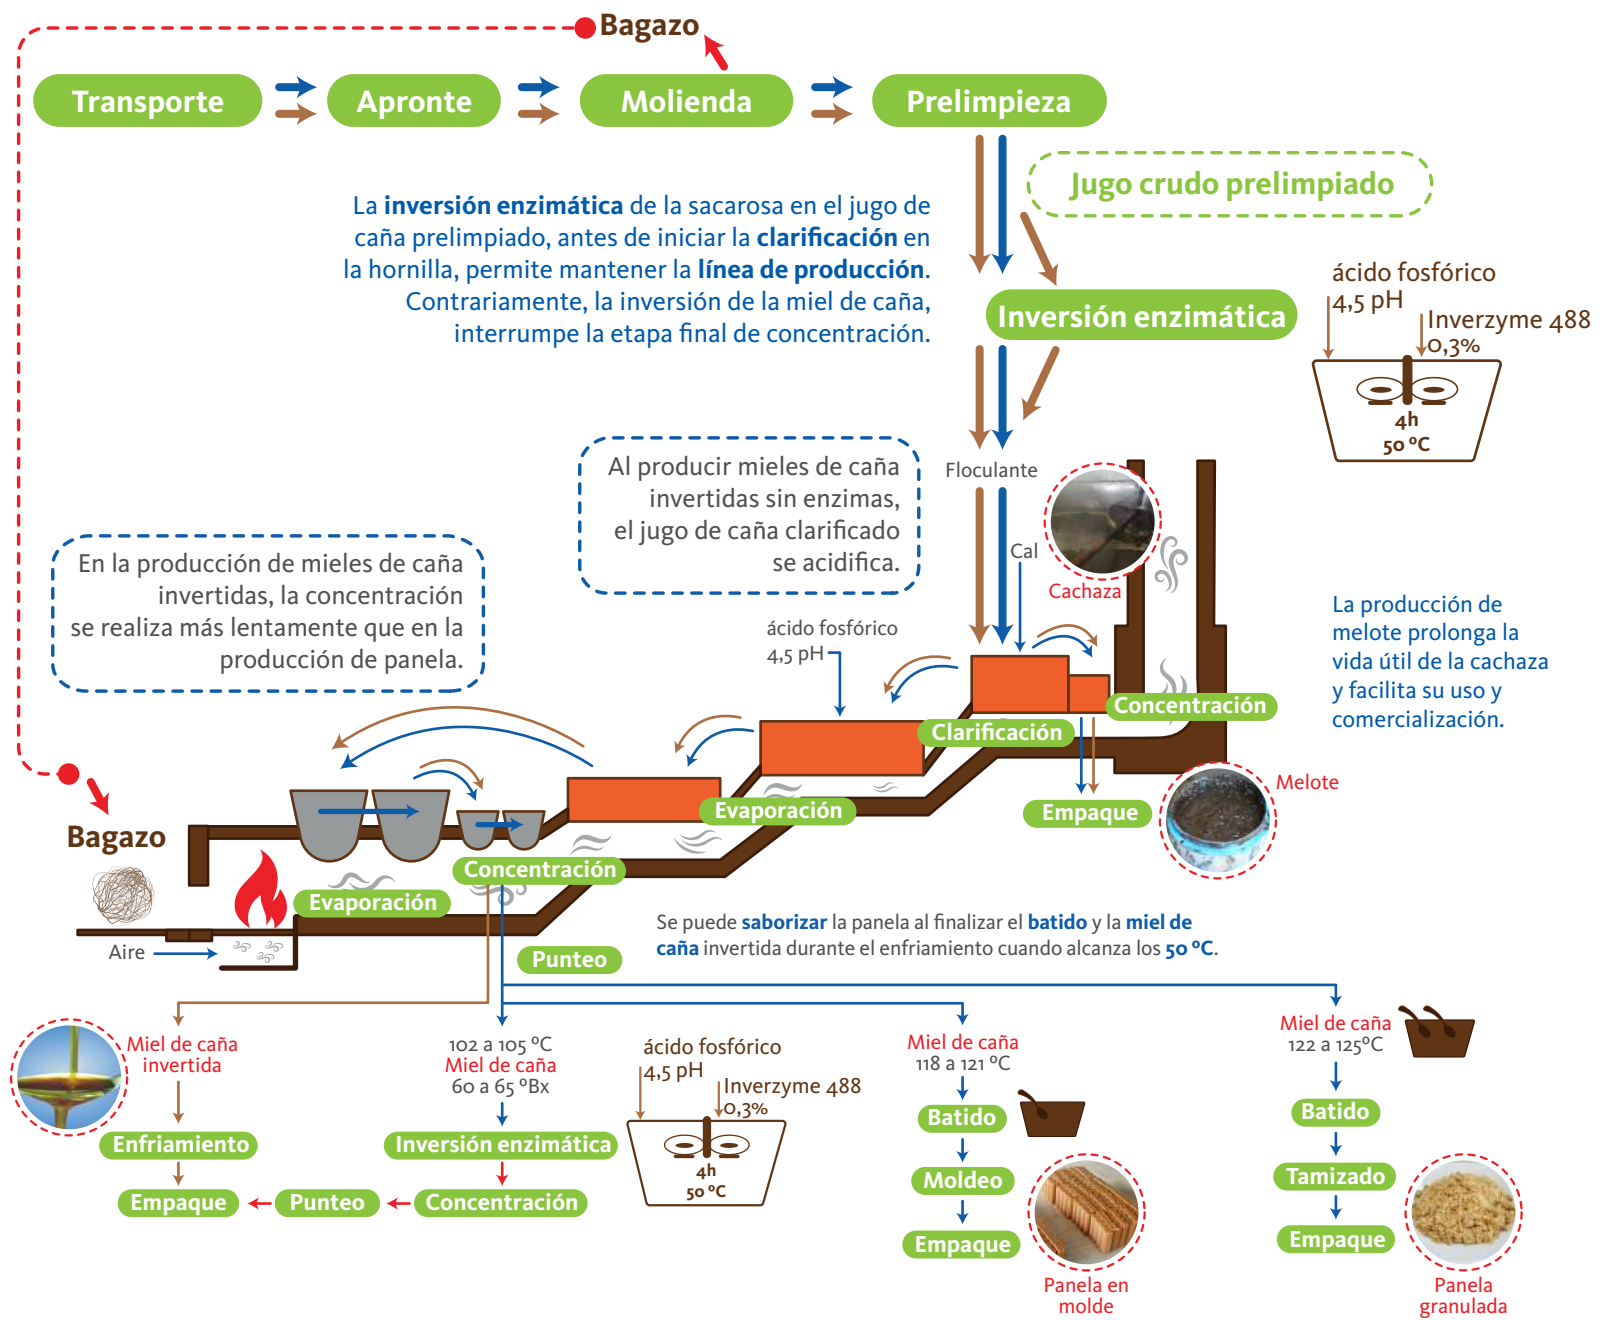 Bagazo
Transporte
Apronte
Molienda
Prelimpieza
Jugo crudo prelimpiado
La inversión enzimática de la sacarosa en el jugo de
caña prelimpiado, antes de iniciar la clarificación en
la hornilla, permite mantener la línea de producción.
Contrariamente, la inversión de la miel de caña,
interrumpe la etapa final de concentración.
Inversión enzimática
ácido fosfórico
4,5 pH
Inverzyme 488
0,3%
4h
50 ºC
Al producir mieles de caña
invertidas sin enzimas,
el jugo de caña clarificado
se acidifica.
Floculante
Cal
Cachaza
En la producción de mieles de caña
invertidas, la concentración
se realiza más lentamente que en la
producción de panela.
ácido fosfórico
4,5 pH
La producción de
melote prolonga la
vida útil de la cachaza
y facilita su uso y
comercialización.
Concentración
Clarificación
Melote
Evaporación
Empaque
Bagazo
Concentración
Evaporación
Aire
Se puede saborizar la panela al finalizar el batido y la miel de
caña invertida durante el enfriamiento cuando alcanza los 50 ºC.
Punteo
Miel de caña
invertida
Enfriamiento
Empaque
102 a 105 ºC
Miel de caña
60 a 65 ºBx
Inversión enzimática
Concentración
Punteo
ácido fosfórico
4,5 pH
Inverzyme 488
0,3%
4h
50 ºC
Miel de caña
118 a 121 ºC
Batido
Moldeo
Empaque
Panela en
molde
Miel de caña
122 a 125ºC
Batido
Tamizado
Empaque
Panela
granulada